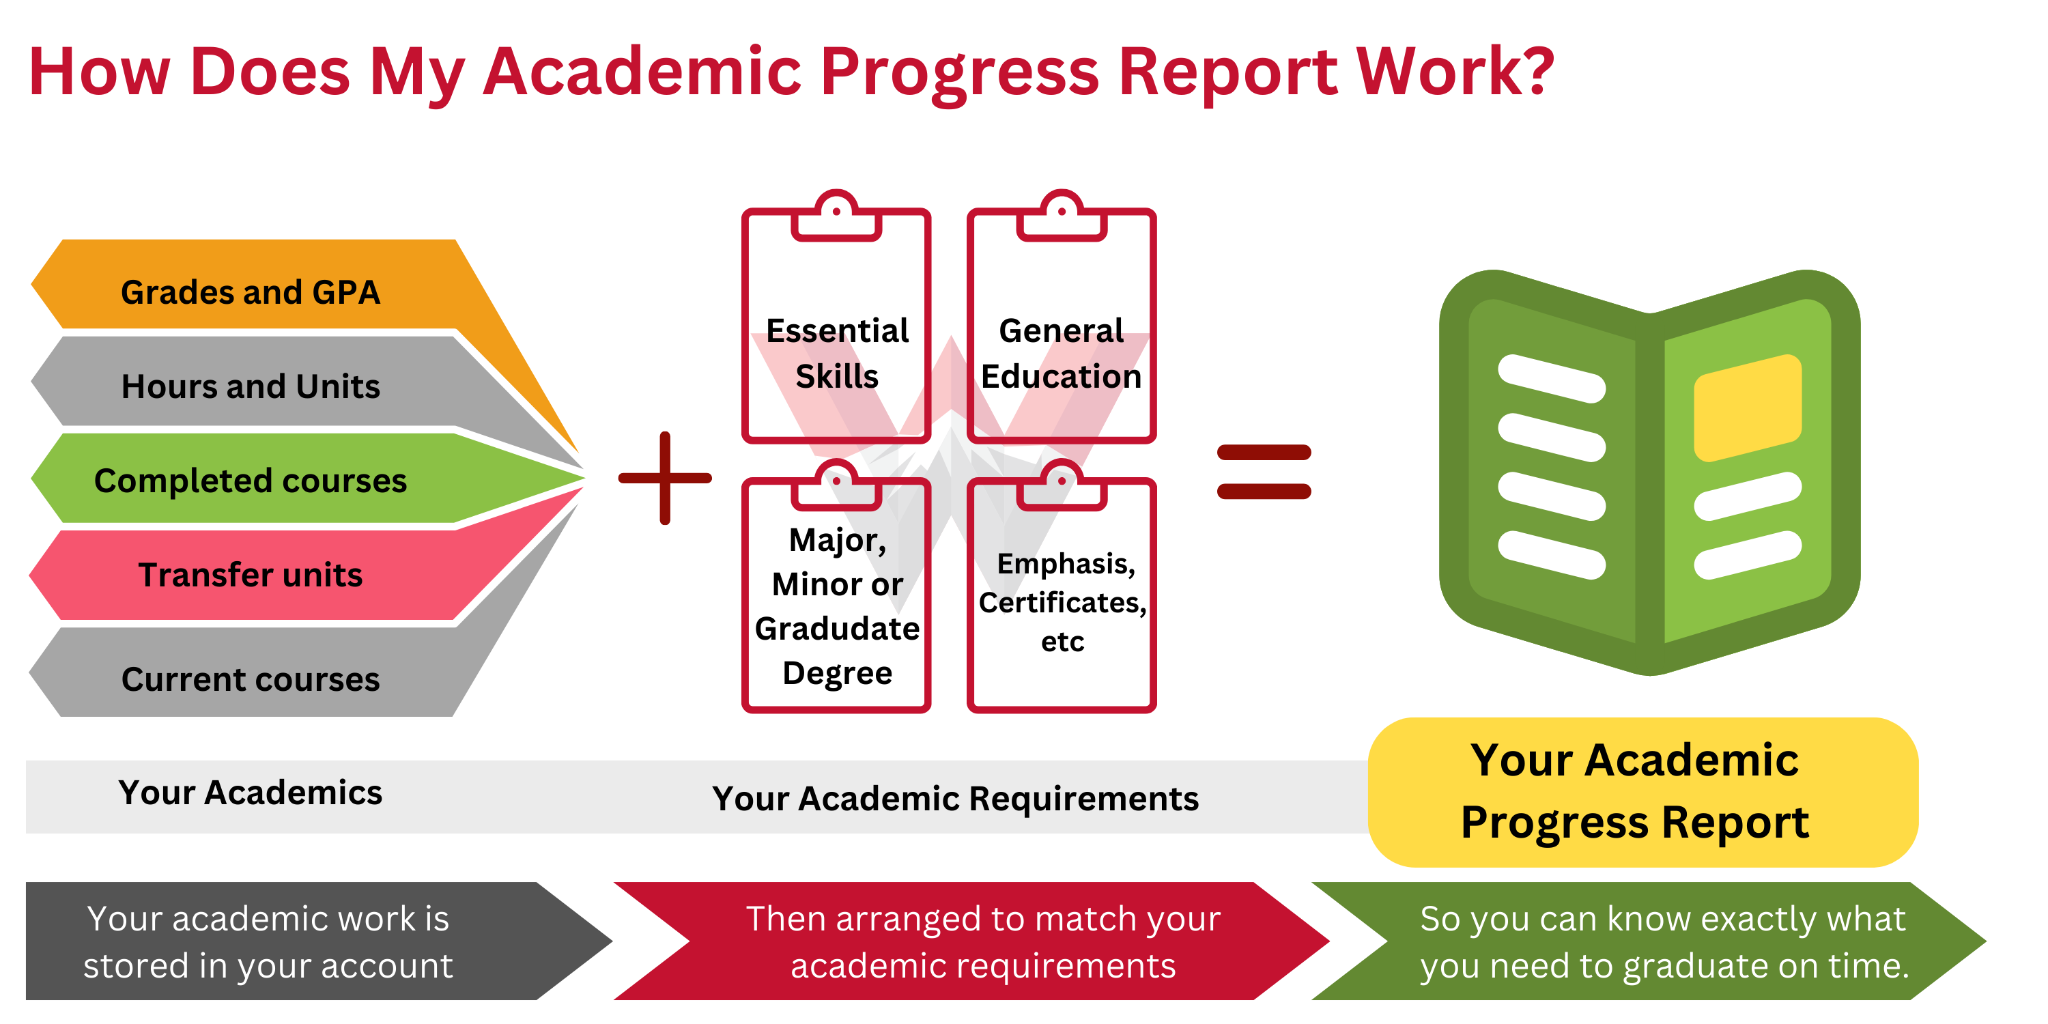 How Does My Academic Progress Report Work?
Grades and GPA
Hours and Units
Completed courses
Transfer units
Current courses
Essential
Skills
General
Education
Major,
Minor or
Gradudate
Degree
Emphasis,
Certificates,
etc
Your Academics
Your Academic Requirements
Your Academic
Progress Report
Your academic work is
stored in your account
Then arranged to match your
academic requirements
So you can know exactly what
you need to graduate on time.